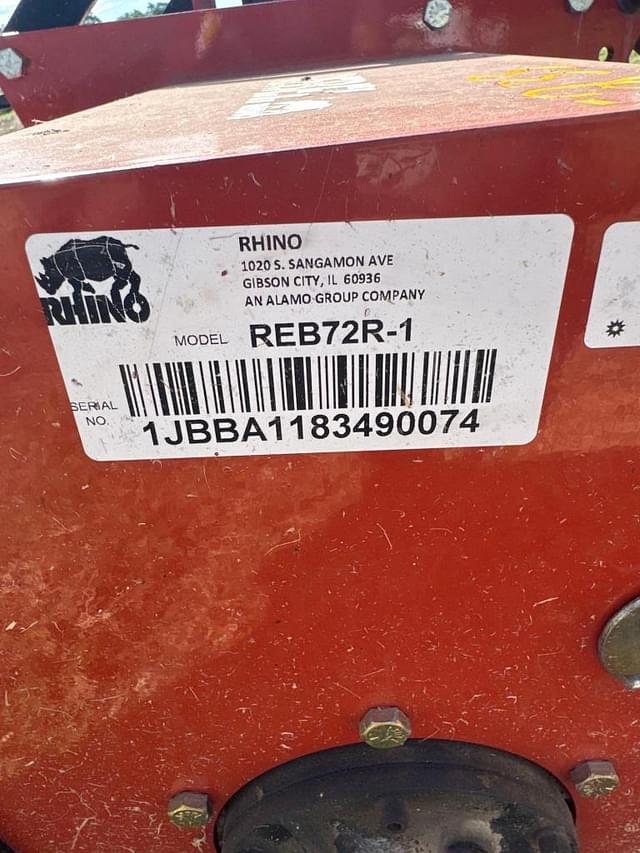 RHINO
1020 S. SANGAMON AVE
GIBSON CITY, IL 60936
AN ALAMO GROUP COMPANY
RHINO
MODEL REB72R-1
SERIAL NO.
1JBBA1183490074